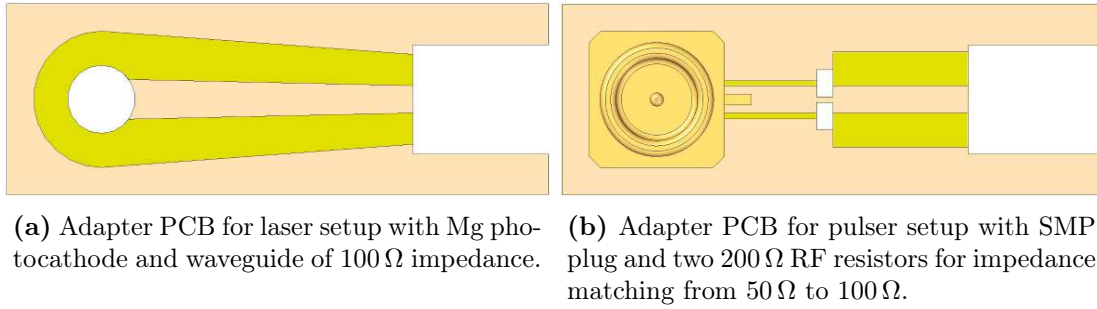 (a) Adapter PCB for laser setup with Mg pho-
tocathode and waveguide of 100 Ω impedance.
(b) Adapter PCB for pulser setup with SMP
plug and two 200 Ω RF resistors for impedance
matching from 50 Ω to 100 Ω.